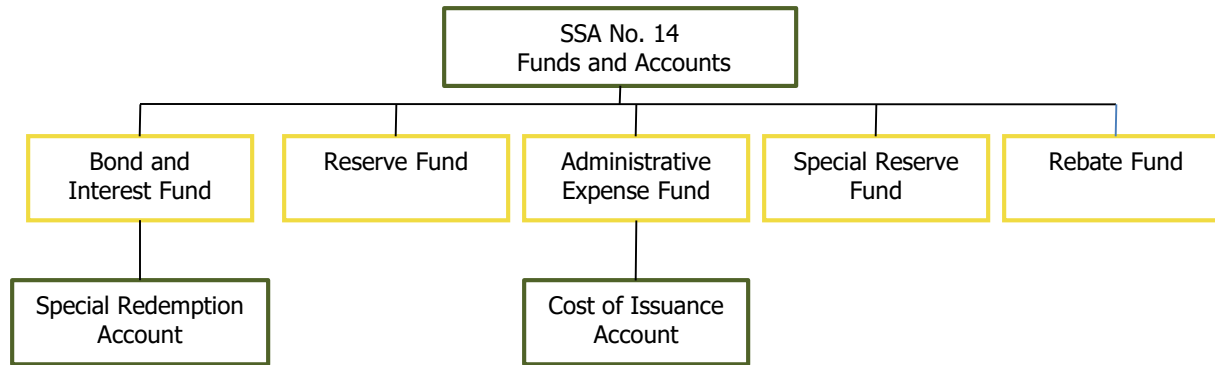 SSA No. 14
Funds and Accounts
Bond and
Interest Fund
Reserve Fund
Administrative
Expense Fund
Special Reserve
Fund
Rebate Fund
Special Redemption
Account
Cost of Issuance
Account